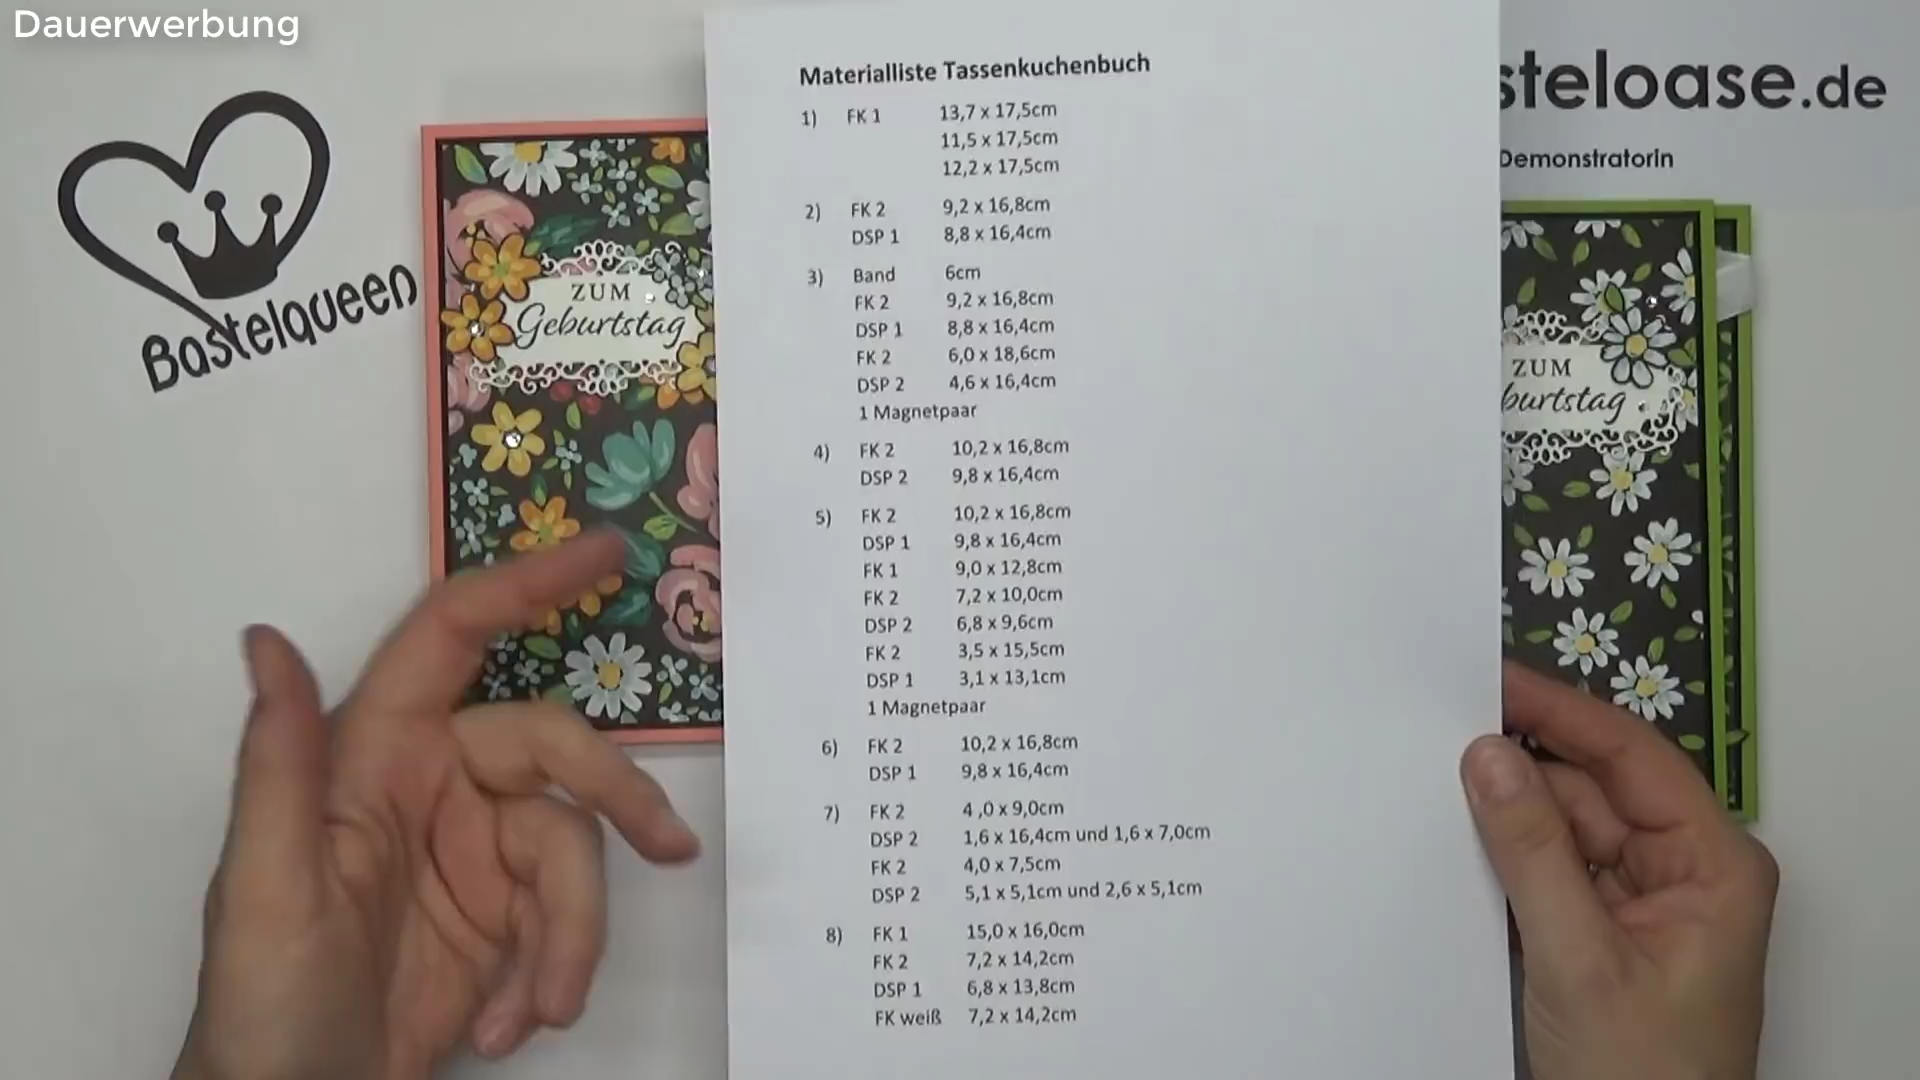 Dauerwerbung
Bastelqueen
steloase.de
Demonstratorin
ZUM
Geburtstag
ZUM
burtstag
Materialliste Tassenkuchenbuch
1) FK 1 13,7 x 17,5cm
11,5 x 17,5cm
12,2 x 17,5cm
2) FK 2 9,2 x 16,8cm
DSP 1 8,8 x 16,4cm
3) Band 6cm
FK 2 9,2 x 16,8cm
DSP 1 8,8 x 16,4cm
FK 2 6,0 x 18,6cm
DSP 2 4,6 x 16,4cm
1 Magnetpaar
4) FK 2 10,2 x 16,8cm
DSP 2 9,8 x 16,4cm
5) FK 2 10,2 x 16,8cm
DSP 1 9,8 x 16,4cm
FK 1 9,0 x 12,8cm
FK 2 7,2 x 10,0cm
DSP 2 6,8 x 9,6cm
FK 2 3,5 x 15,5cm
DSP 1 3,1 x 13,1cm
1 Magnetpaar
6) FK 2 10,2 x 16,8cm
DSP 1 9,8 x 16,4cm
7) FK 2 4 ,0 x 9,0cm
DSP 2 1,6 x 16,4cm und 1,6 x 7,0cm
FK 2 4,0 x 7,5cm
DSP 2 5,1 x 5,1cm und 2,6 x 5,1cm
8) FK 1 15,0 x 16,0cm
FK 2 7,2 x 14,2cm
DSP 1 6,8 x 13,8cm
FK weiß 7,2 x 14,2cm